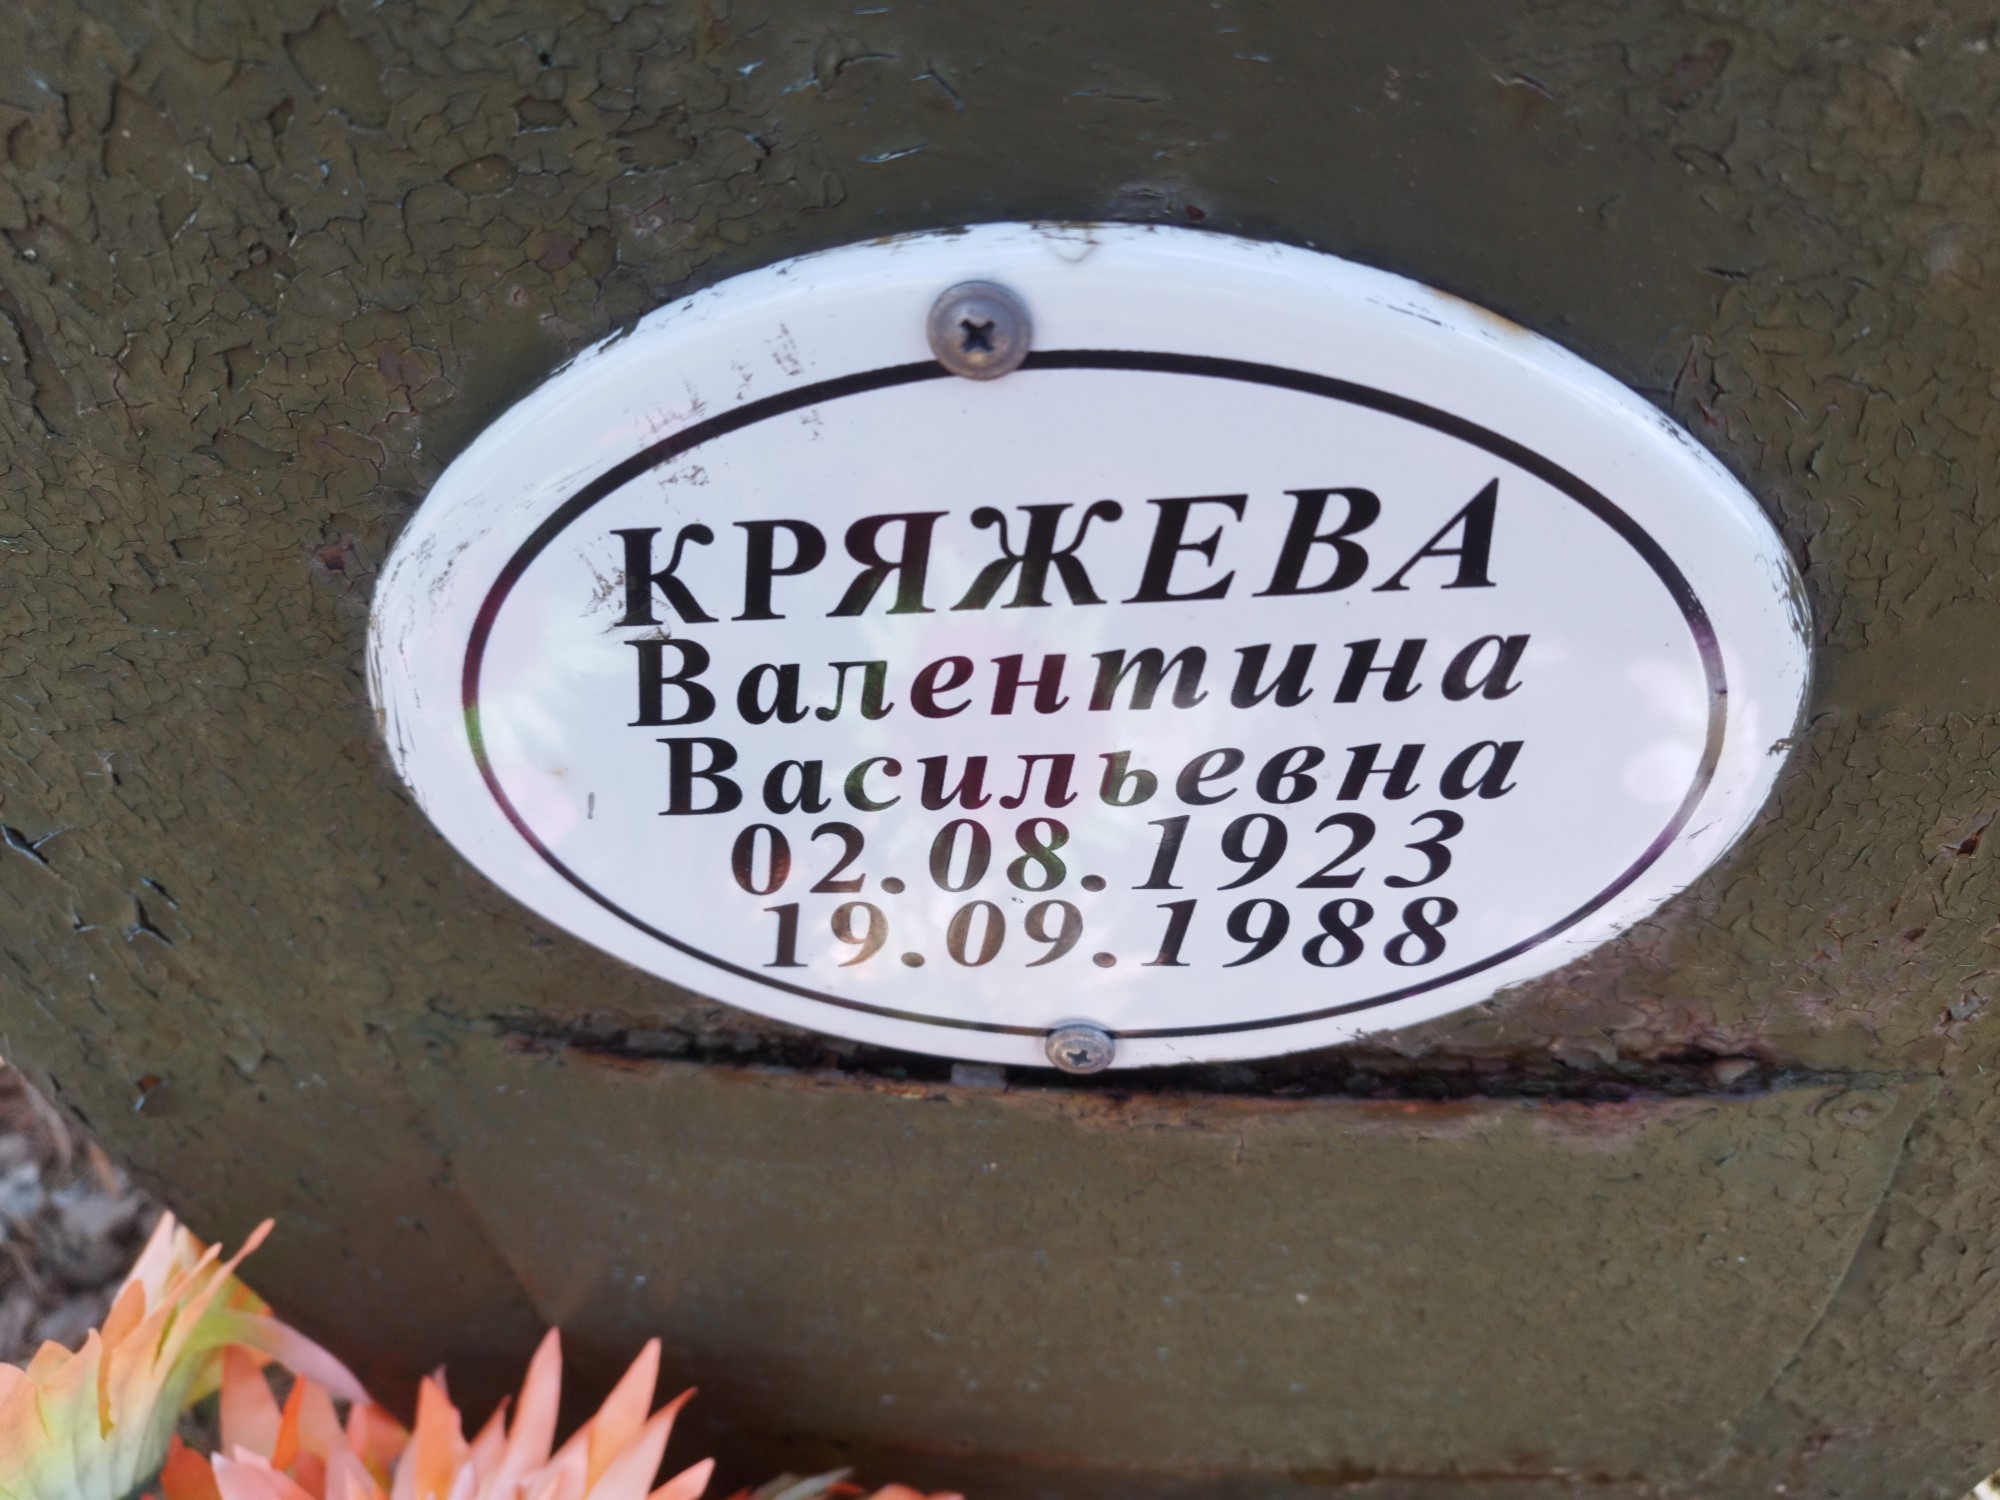 КРЯЖЕВА
Валентина
Васильевна
02.08.1923
19.09.1988